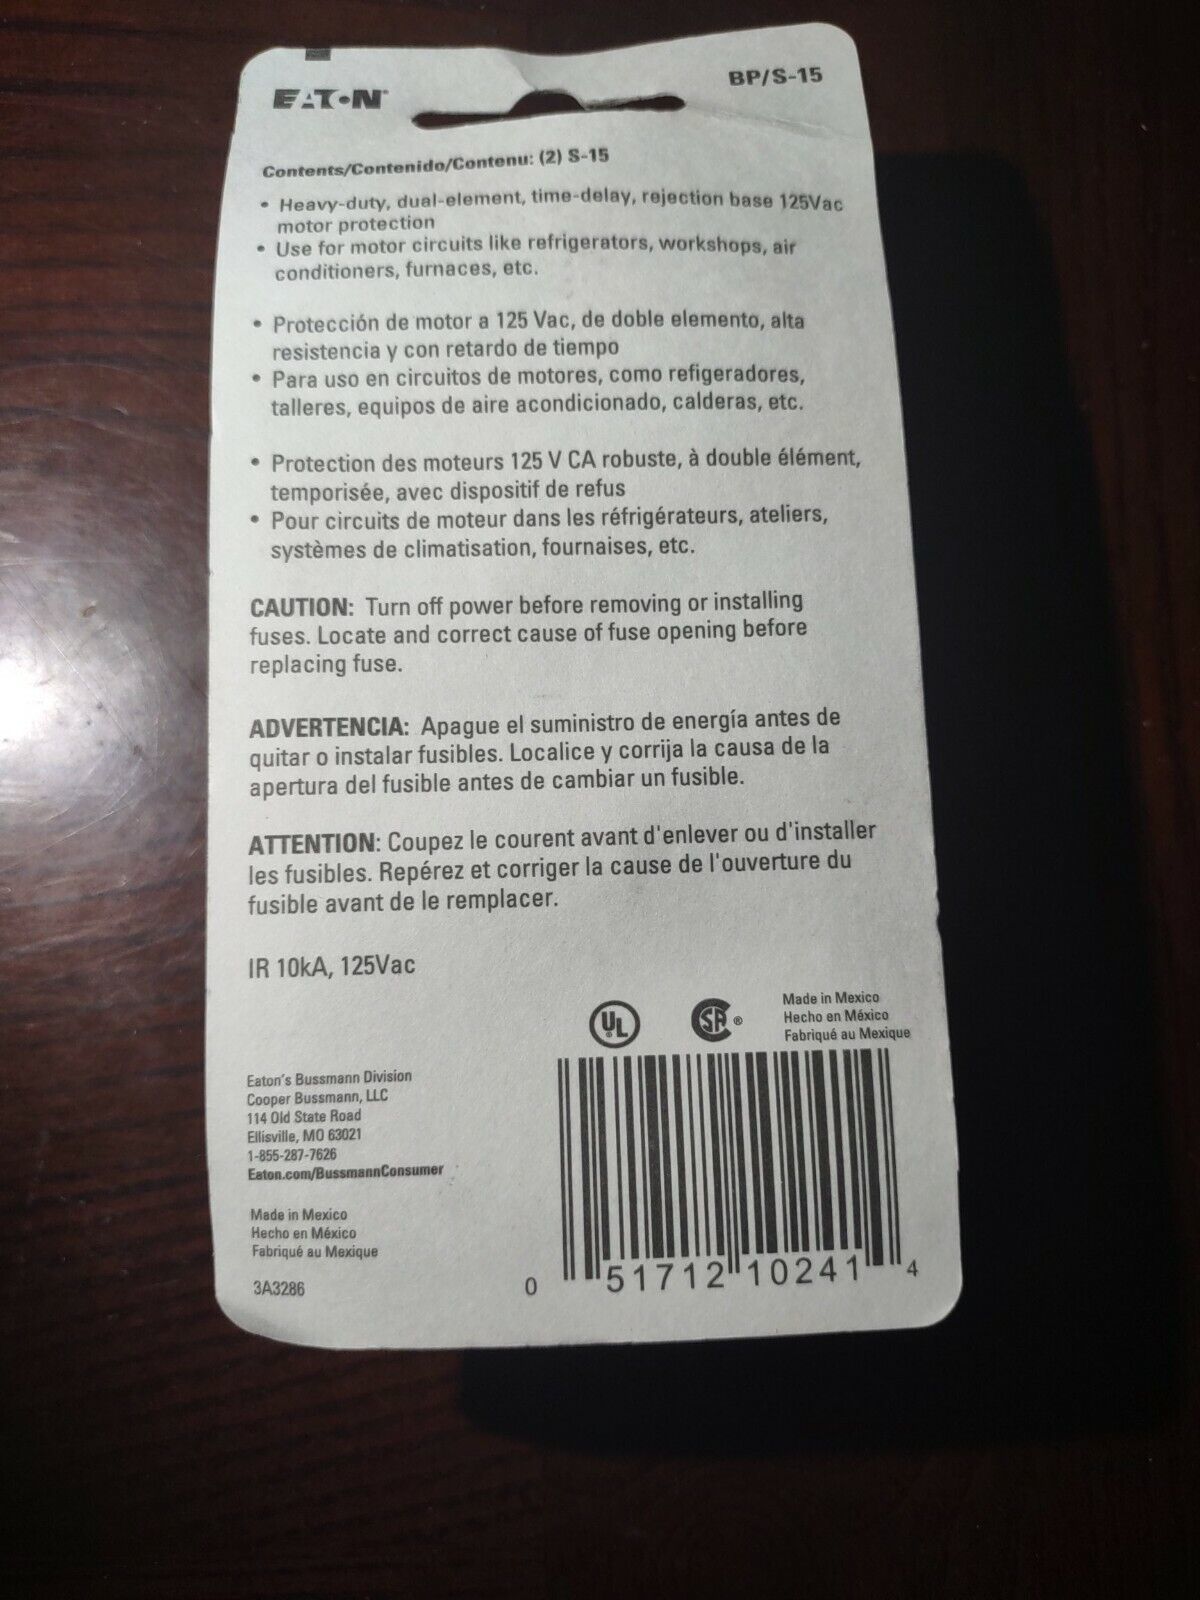 EATON
BP/S-15
Contents/Contenido/Contenu: (2) S-15
• Heavy-duty, dual-element, time-delay, rejection base 125Vac
motor protection
• Use for motor circuits like refrigerators, workshops, air
conditioners, furnaces, etc.
• Protección de motor a 125 Vac, de doble elemento, alta
resistencia y con retardo de tiempo
• Para uso en circuitos de motores, como refigeradores,
talleres, equipos de aire acondicionado, calderas, etc.
• Protection des moteurs 125 V CA robuste, à double élément,
temporisée, avec dispositif de refus
• Pour circuits de moteur dans les réfrigérateurs, ateliers,
systèmes de climatisation, fournaises, etc.
CAUTION: Turn off power before removing or installing
fuses. Locate and correct cause of fuse opening before
replacing fuse.
ADVERTENCIA: Apague el suministro de energía antes de
quitar o instalar fusibles. Localice y corrija la causa de la
apertura del fusible antes de cambiar un fusible.
ATTENTION: Coupez le courent avant d'enlever ou d'installer
les fusibles. Repérez et corriger la cause de l'ouverture du
fusible avant de le remplacer.
IR 10kA, 125Vac
UL ®
SA ®
Made in Mexico
Hecho en México
Fabriqué au Mexique
Eaton's Bussmann Division
Cooper Bussmann, LLC
114 Old State Road
Ellisville, MO 63021
1-855-287-7626
Eaton.com/BussmannConsumer
Made in Mexico
Hecho en México
Fabriqué au Mexique
3A3286
0 51712 10241 4